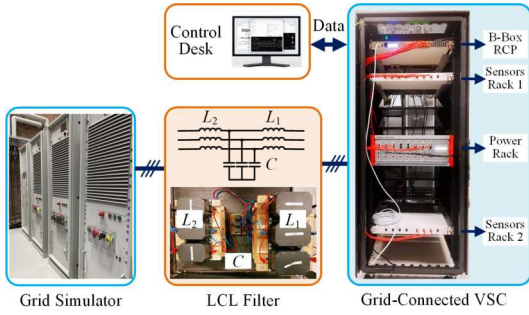 Control
Desk
Data
B-Box
RCP
Sensors
Rack 1
Power
Rack
Sensors
Rack 2
L₂
L₁
C
L₂
L₁
C
Grid Simulator
LCL Filter
Grid-Connected VSC